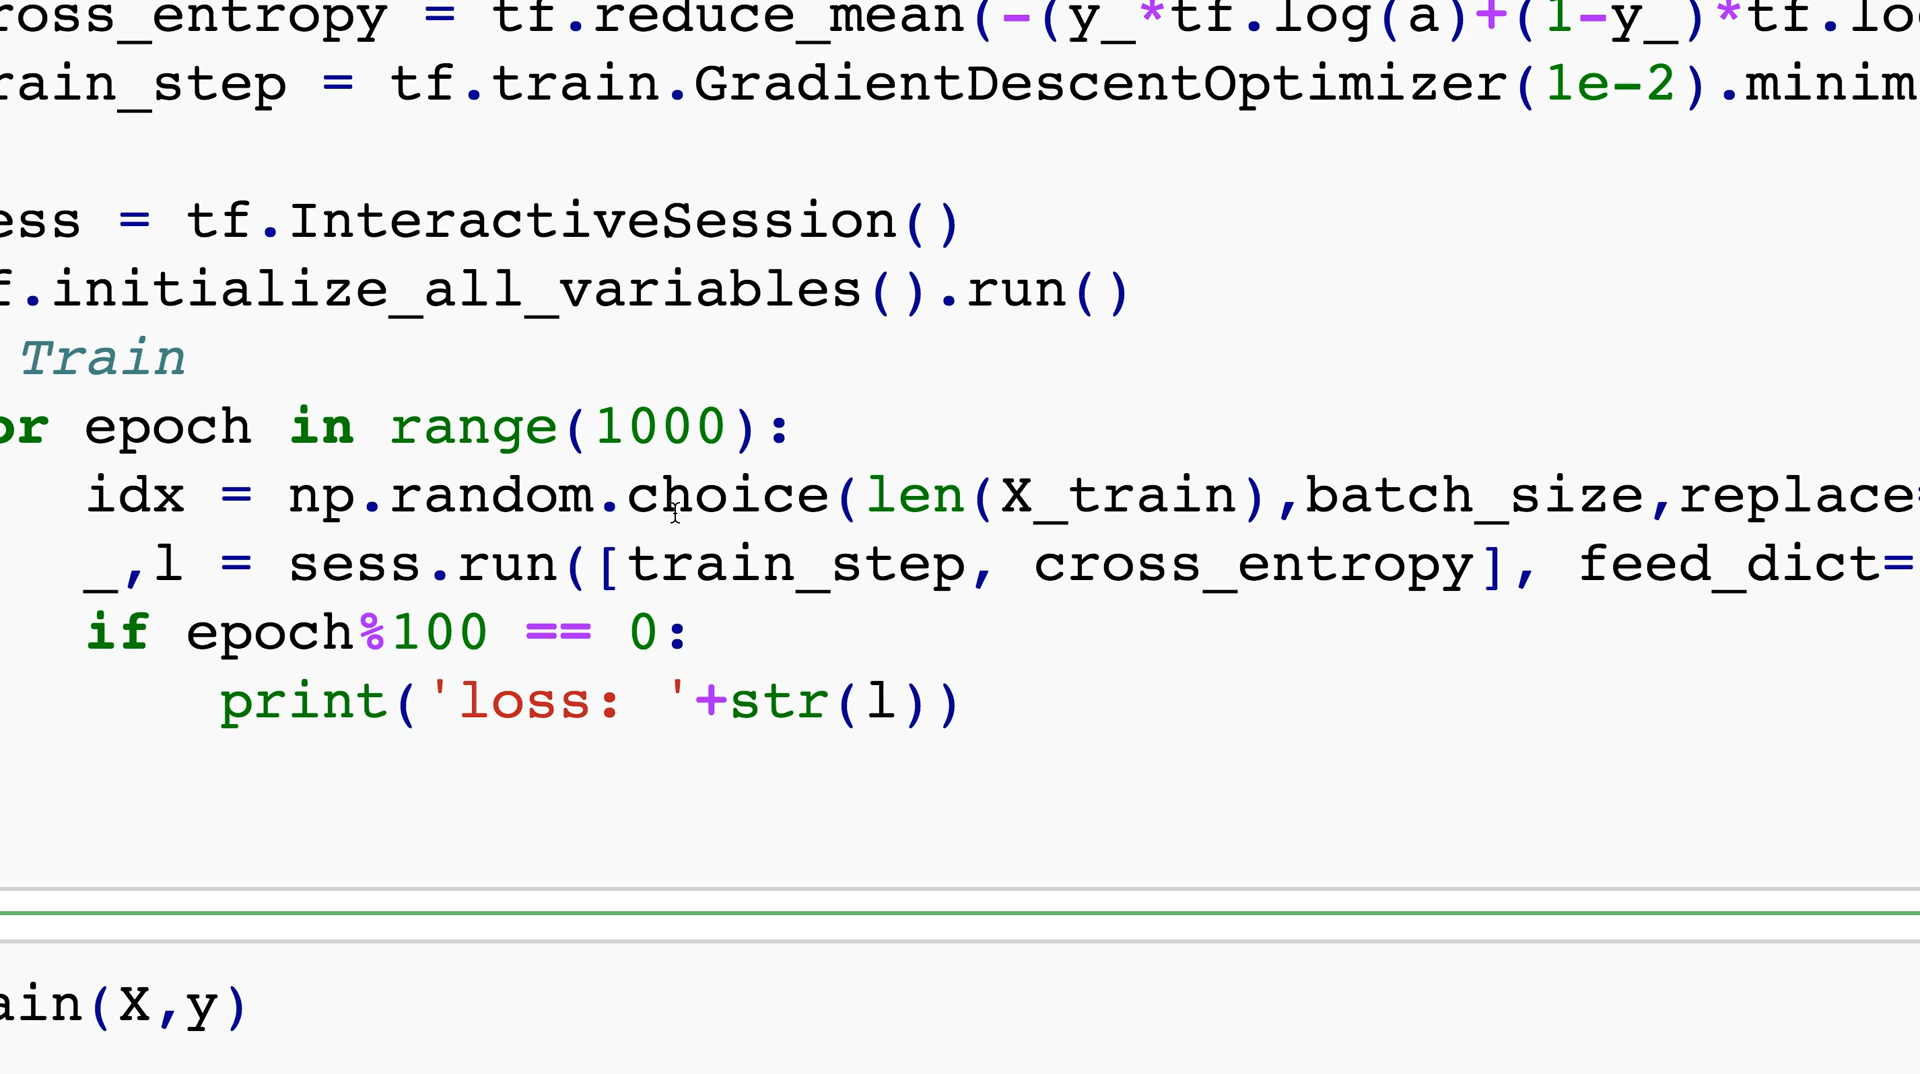 ross_entropy = tf.reduce_mean(-(y_*tf.log(a)+(1-y_)*tf.lo
rain_step = tf.train.GradientDescentOptimizer(1e-2).minim
ess = tf.InteractiveSession()
f.initialize_all_variables().run()
Train
or epoch in range(1000):
idx = np.random.choice(len(X_train),batch_size,replace=
_,l = sess.run([train_step, cross_entropy], feed_dict=
if epoch%100 == 0:
print('loss: '+str(l))
ain(X,y)